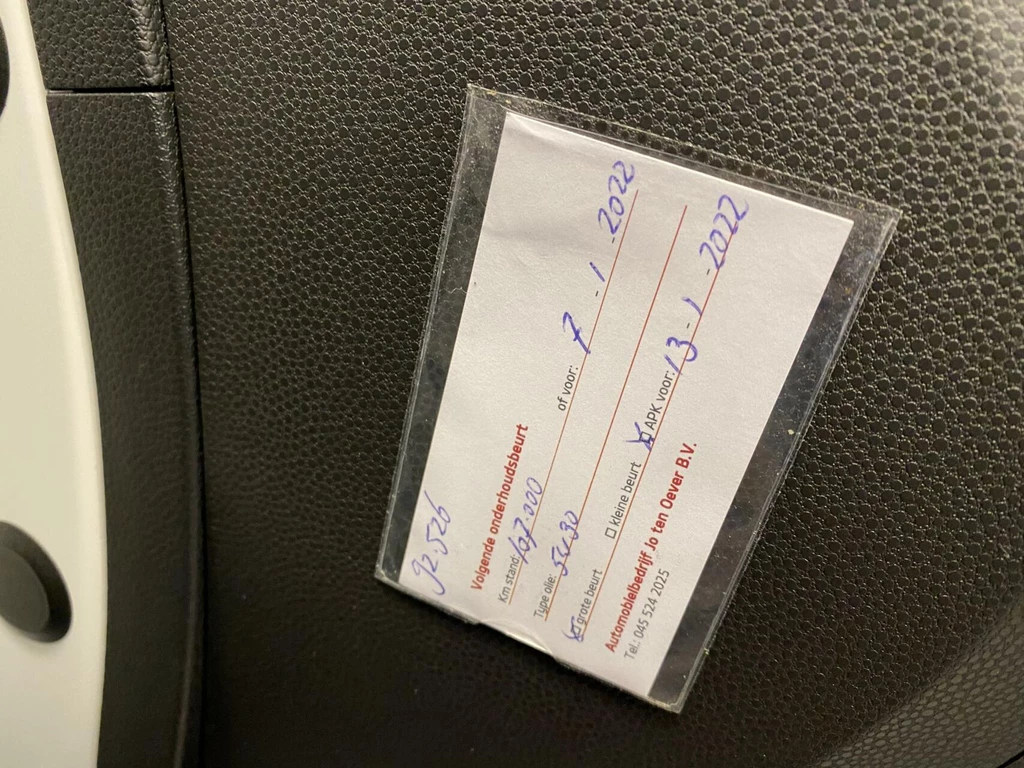 92.526
Volgende onderhoudsbeurt
Km stand: 107.000 of voor: 7 - 1 - 2022
Type olie: 5W30
☒ grote beurt ☐ kleine beurt ☒ APK voor: 13 - 1 - 2022
Automobielbedrijf Jo ten Oever B.V.
Tel.: 045 524 2025